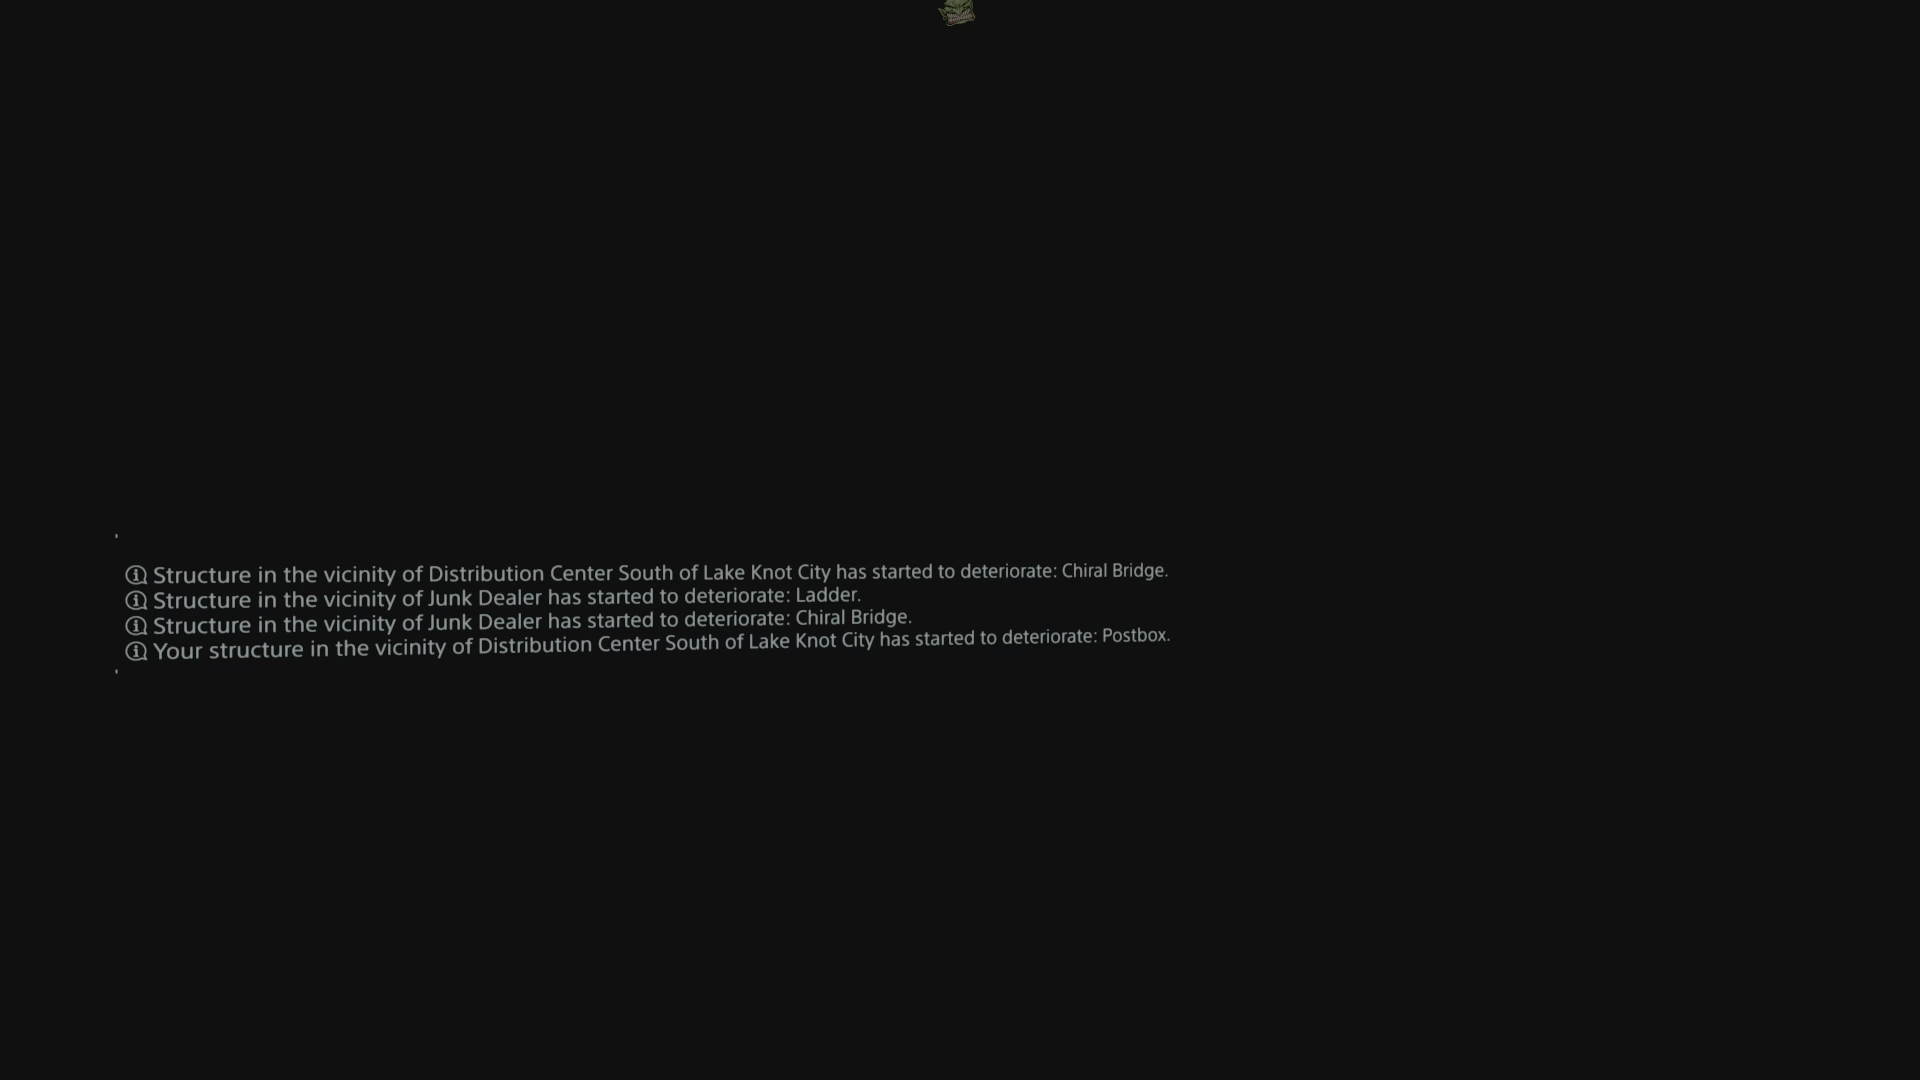 Structure in the vicinity of Distribution Center South of Lake Knot City has started to deteriorate: Chiral Bridge.
Structure in the vicinity of Junk Dealer has started to deteriorate: Ladder.
Structure in the vicinity of Junk Dealer has started to deteriorate: Chiral Bridge.
Your structure in the vicinity of Distribution Center South of Lake Knot City has started to deteriorate: Postbox.